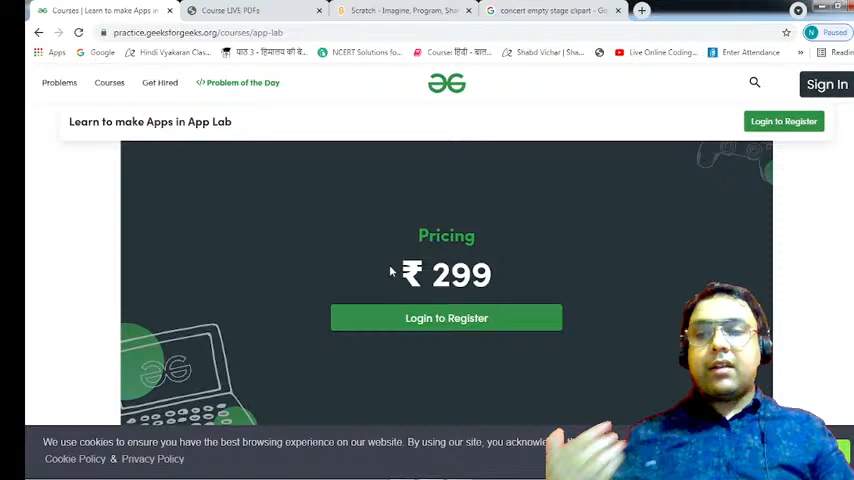 Courses | Learn to make Apps in
Course LIVE PDFs
Scratch - Imagine, Program, Sha
concert empty stage clipart - Go
practice.geeksforgeeks.org/courses/app-lab
N Paused
Apps
Google
Hindi Vyakaran Clas...
पाठ 3 - हिमालय की बे...
NCERT Solutions fo...
Course: हिंदी - बाल...
Shabd Vichar | Sha...
Live Online Coding...
Enter Attendance
»
Readin
Problems
Courses
Get Hired
</> Problem of the Day
Sign In
Learn to make Apps in App Lab
Login to Register
Pricing
₹ 299
Login to Register
We use cookies to ensure you have the best browsing experience on our website. By using our site, you acknow
Cookie Policy & Privacy Policy